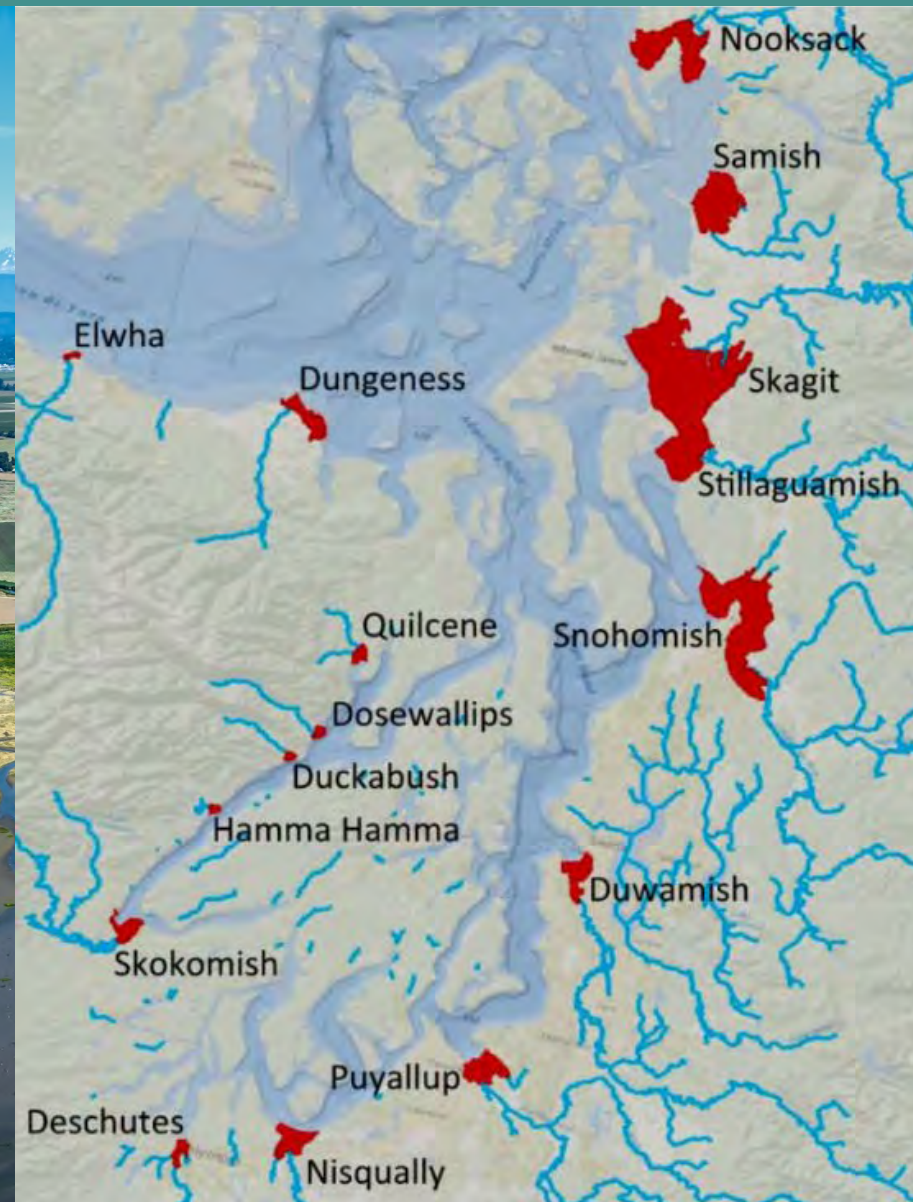 Nooksack
Samish
Elwha
Dungeness
Skagit
Stillaguamish
Quilcene
Snohomish
Dosewallips
Duckabush
Hamma Hamma
Duwamish
Skokomish
Puyallup
Deschutes
Nisqually